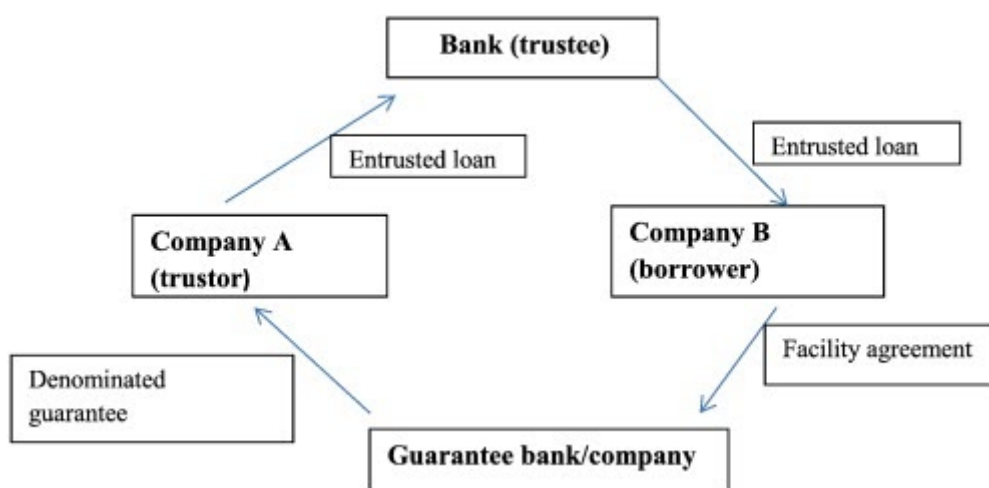 Bank (trustee)
Entrusted loan
Entrusted loan
Company A
(trustor)
Company B
(borrower)
Denominated
guarantee
Facility agreement
Guarantee bank/company